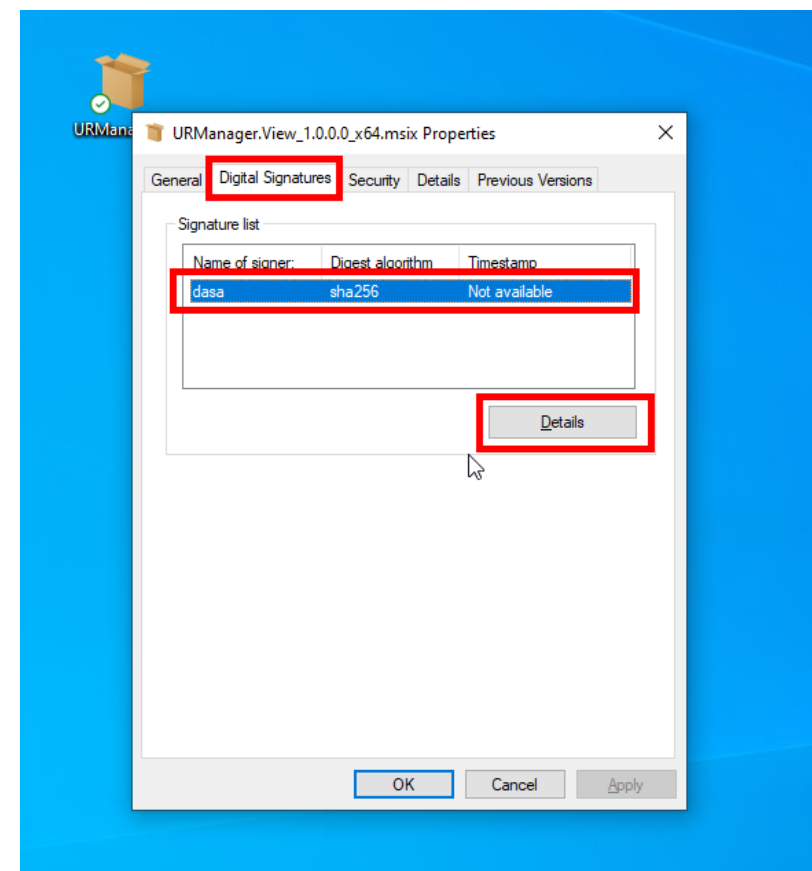 URMana
URManager.View_1.0.0.0_x64.msix Properties
General Digital Signatures Security Details Previous Versions
Signature list
Name of signer: Digest algorithm Timestamp
dasa sha256 Not available
Details
OK Cancel Apply